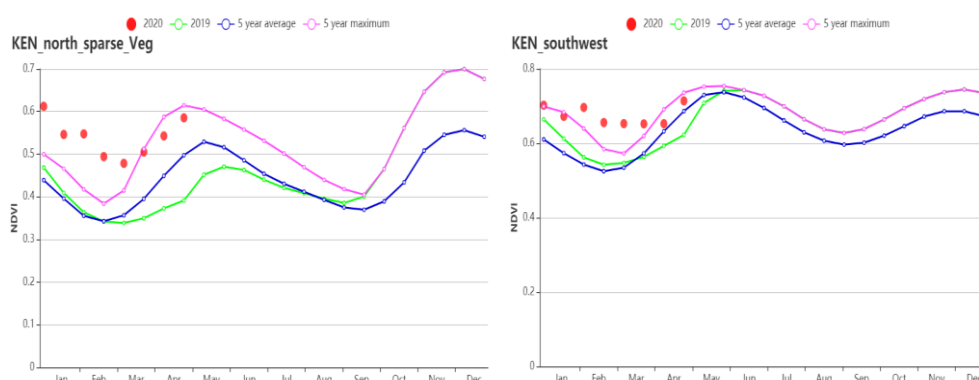 2020 2019 5 year average 5 year maximum
KEN_north_sparse_Veg
0.7
0.6
0.5
0.4
0.3
0.2
0.1
0
NDVI
Jan Feb Mar Apr May Jun Jul Aug Sep Oct Nov Dec
2020 2019 5 year average 5 year maximum
KEN_southwest
0.8
0.6
0.4
0.2
0
NDVI
Jan Feb Mar Apr May Jun Jul Aug Sep Oct Nov Dec